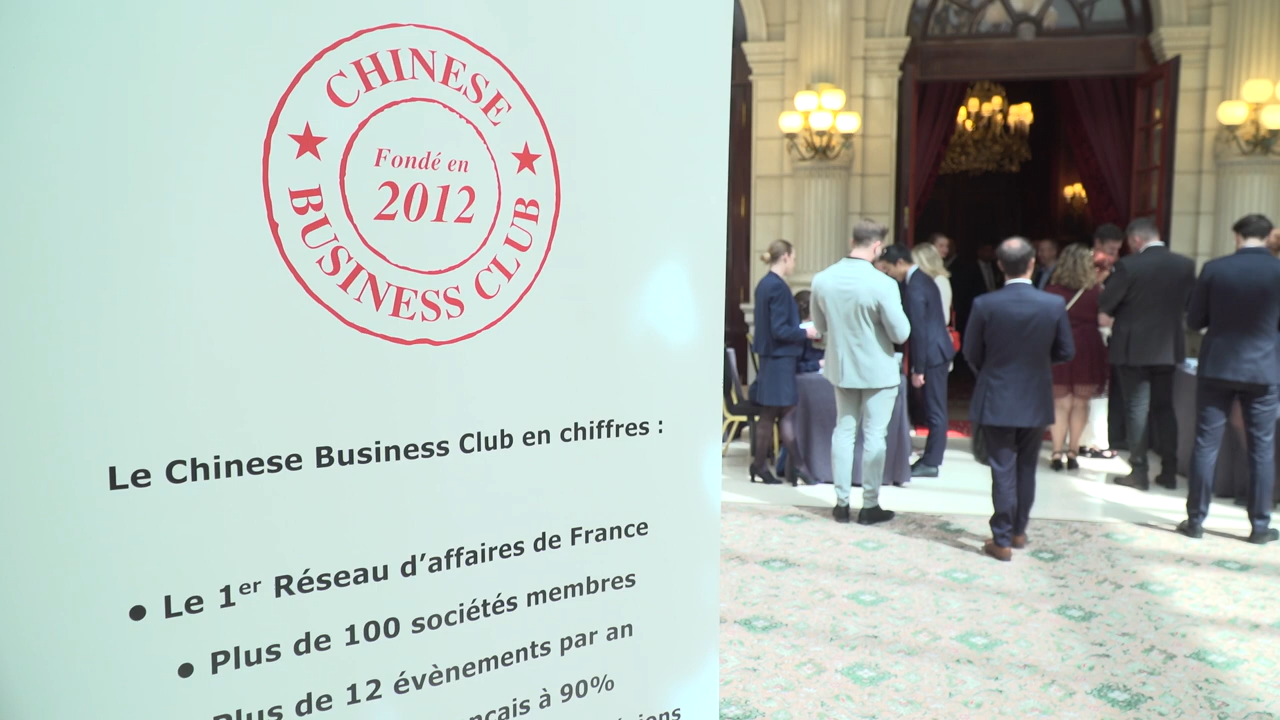 CHINESE
Fondé en
2012
BUSINESS CLUB
Le Chinese Business Club en chiffres :
● Le 1er Réseau d’affaires de France
● Plus de 100 sociétés membres
Plus de 12 évènements par an
à 90%